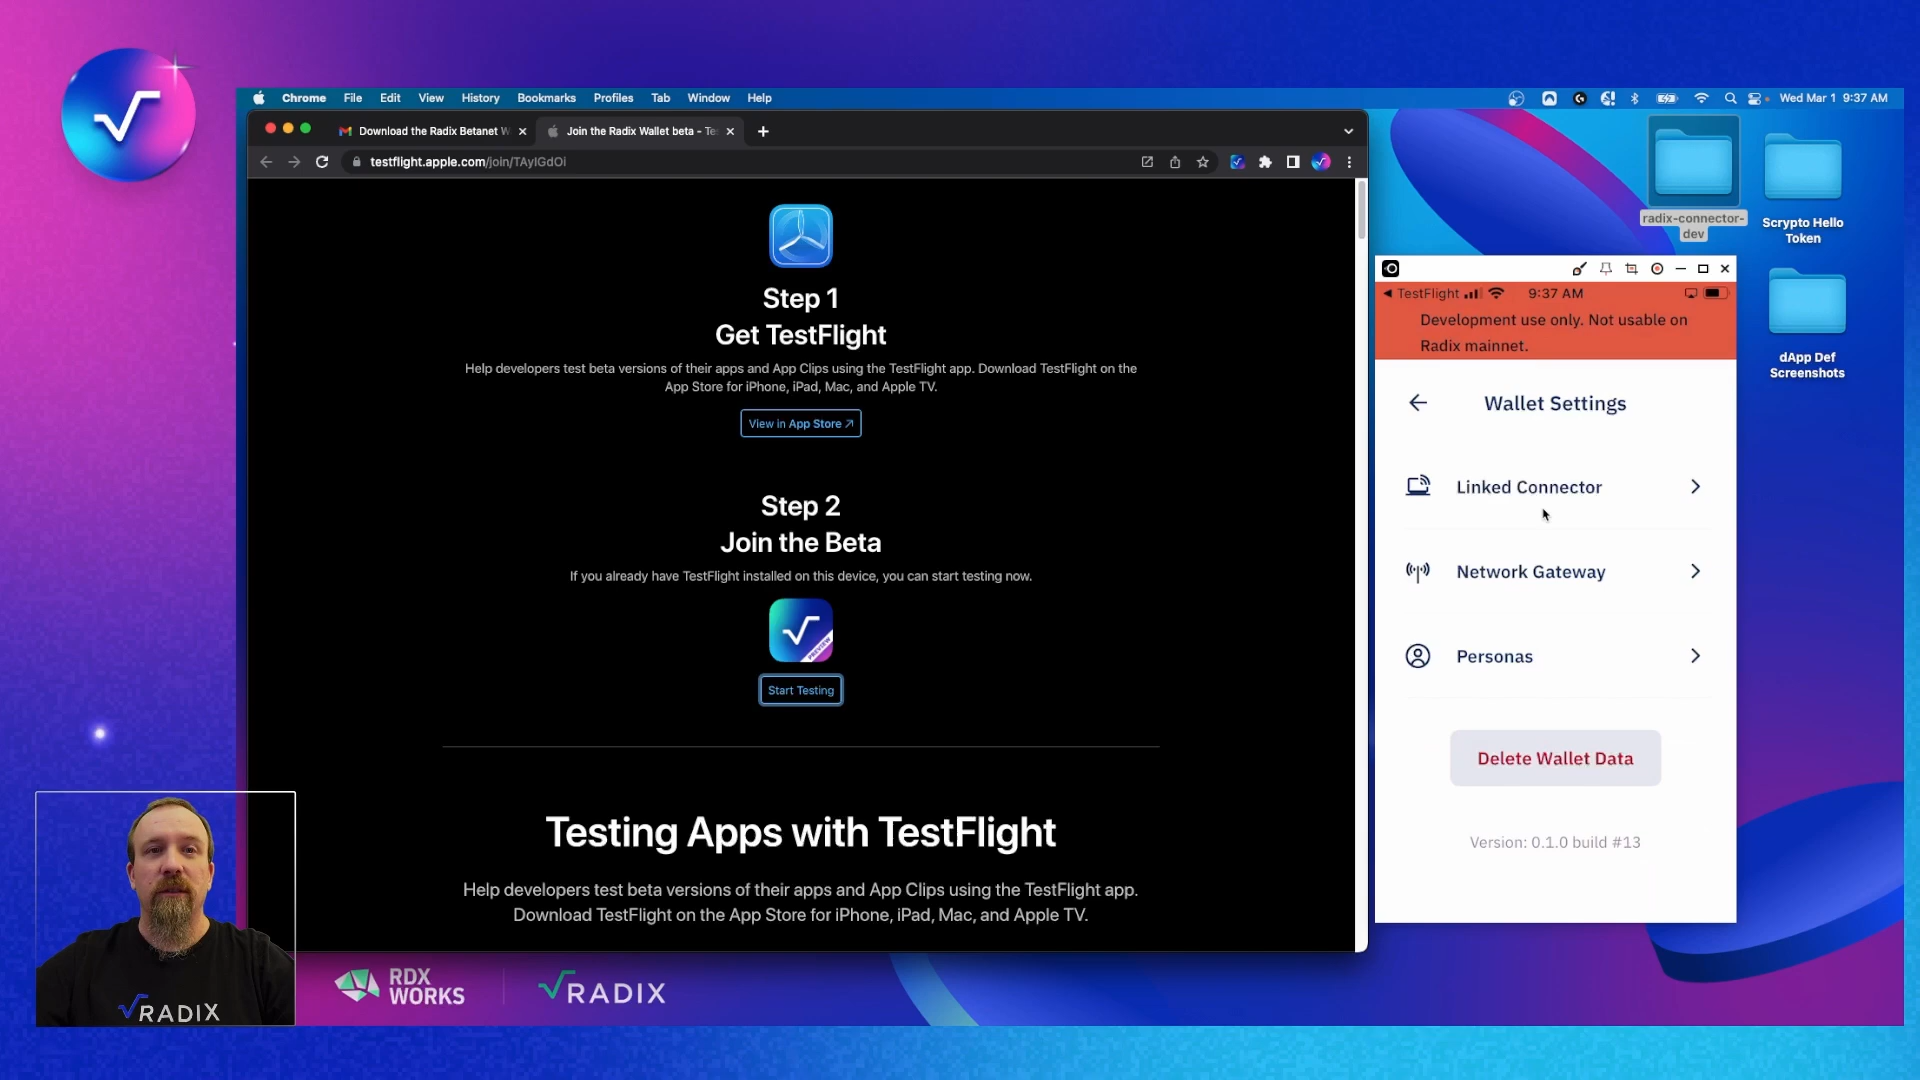 Chrome File Edit View History Bookmarks Profiles Tab Window Help
Wed Mar 1 9:37 AM
Download the Radix Betanet W
Join the Radix Wallet beta - Te
testflight.apple.com/join/TAyIGdOi
Step 1
Get TestFlight
Help developers test beta versions of their apps and App Clips using the TestFlight app. Download TestFlight on the
App Store for iPhone, iPad, Mac, and Apple TV.
View in App Store
Step 2
Join the Beta
If you already have TestFlight installed on this device, you can start testing now.
PREVIEW
Start Testing
Testing Apps with TestFlight
Help developers test beta versions of their apps and App Clips using the TestFlight app.
Download TestFlight on the App Store for iPhone, iPad, Mac, and Apple TV.
radix-connector-
dev
Scrypto Hello
Token
dApp Def
Screenshots
TestFlight
9:37 AM
Development use only. Not usable on
Radix mainnet.
Wallet Settings
Linked Connector
Network Gateway
Personas
Delete Wallet Data
Version: 0.1.0 build #13
RADIX
RDX
WORKS
RADIX